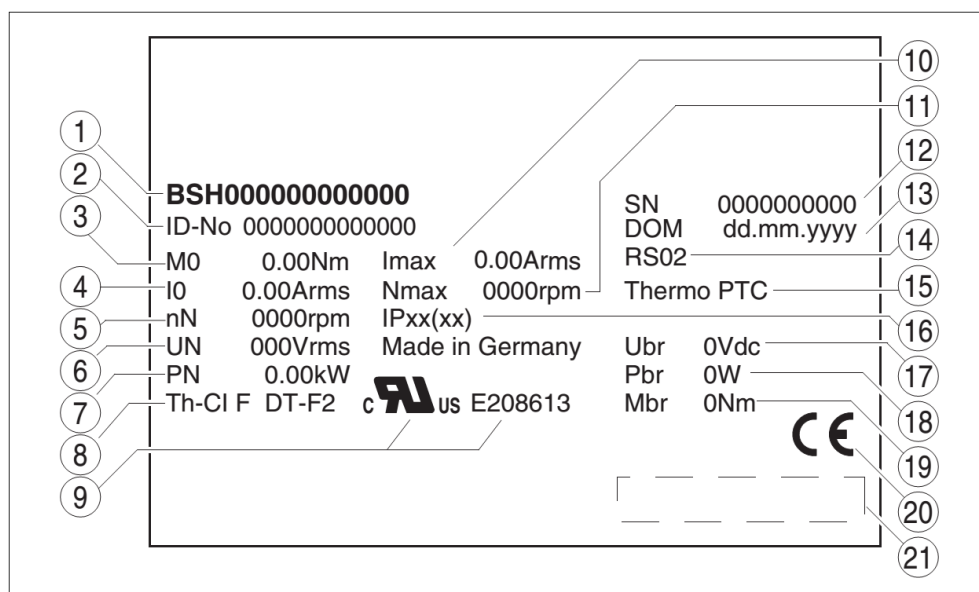 1
2
3
4
5
6
7
8
9
BSH000000000000
ID-No 0000000000000
M0 0.00Nm
I0 0.00Arms
nN 0000rpm
UN 000Vrms
PN 0.00kW
Th-Cl F DT-F2
Imax 0.00Arms
Nmax 0000rpm
IPxx(xx)
Made in Germany
c RU US E208613
SN 0000000000
DOM dd.mm.yyyy
RS02
Thermo PTC
Ubr 0Vdc
Pbr 0W
Mbr 0Nm
CE
10
11
12
13
14
15
16
17
18
19
20
21